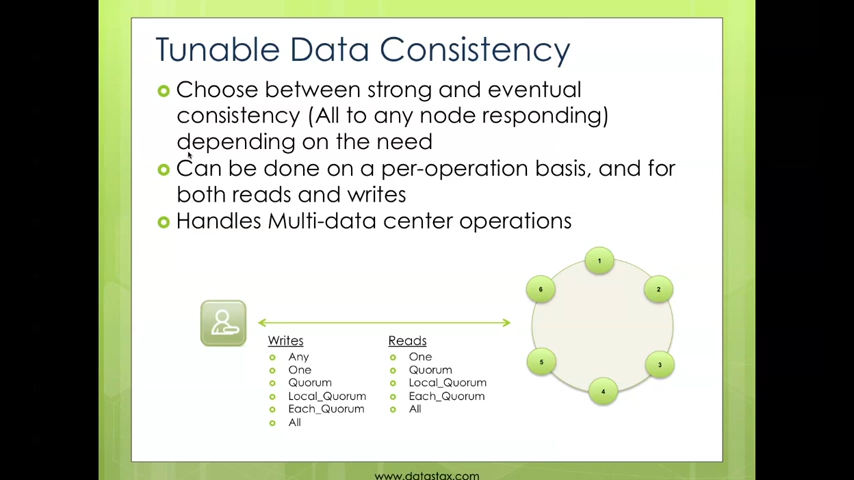 Tunable Data Consistency
Choose between strong and eventual
consistency (All to any node responding)
depending on the need
Can be done on a per-operation basis, and for
both reads and writes
Handles Multi-data center operations
1
6
2
5
3
4
Writes
Any
One
Quorum
Local_Quorum
Each_Quorum
All
Reads
One
Quorum
Local_Quorum
Each_Quorum
All
www.datastax.com